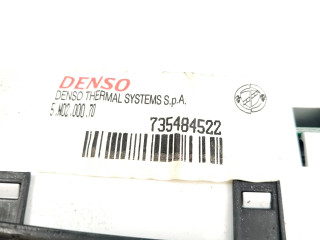 DENSO
DENSO THERMAL SYSTEMS S.p.A.
5.M02.000.70
735484522